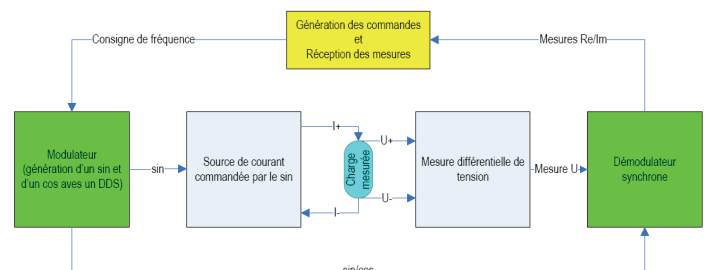 Génération des commandes
et
Réception des mesures
Consigne de fréquence
Mesures Re/Im
Modulateur
(génération d'un sin et
d'un cos aves un DDS)
sin
Source de courant
commandée par le sin
I+
I-
Charge
mesurée
U+
U-
Mesure différentielle de
tension
Mesure U
Démodulateur
synchrone
sin/cos